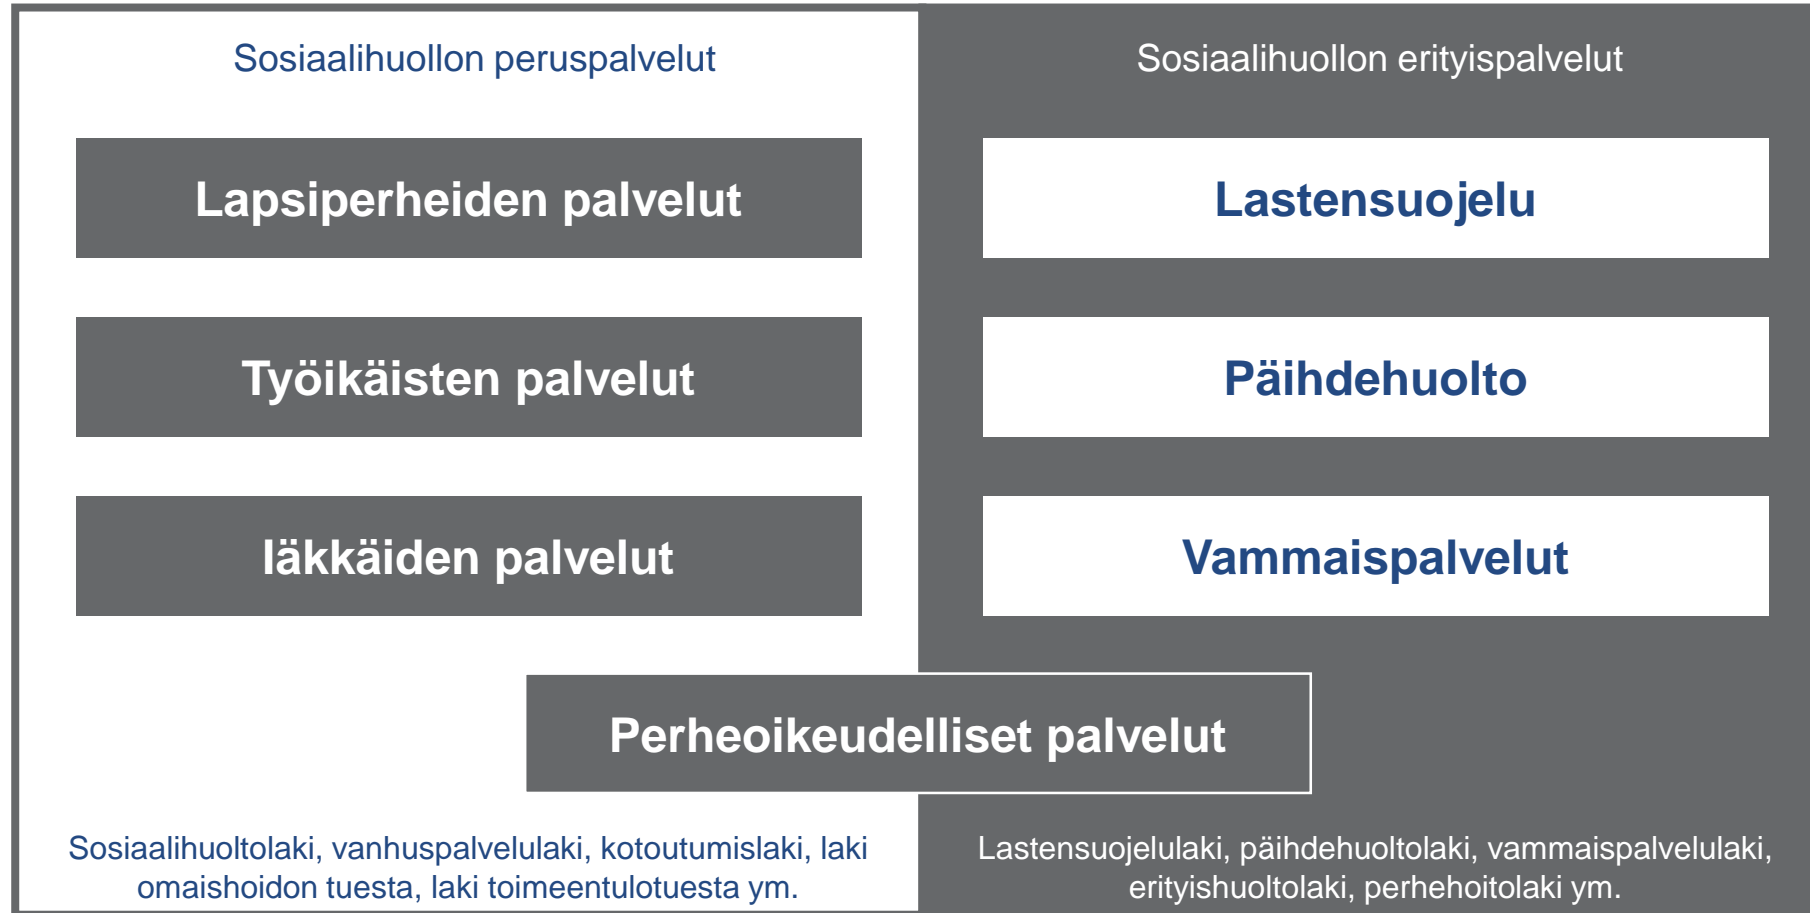 Sosiaalihuollon peruspalvelut
Lapsiperheiden palvelut
Työikäisten palvelut
Iäkkäiden palvelut
Sosiaalihuollon erityispalvelut
Lastensuojelu
Päihdehuolto
Vammaispalvelut
Perheoikeudelliset palvelut
Sosiaalihuoltolaki, vanhuspalvelulaki, kotoutumislaki, laki
omaishoidon tuesta, laki toimeentulotuesta ym.
Lastensuojelulaki, päihdehuoltolaki, vammaispalvelulaki,
erityishuoltolaki, perhehoitolaki ym.